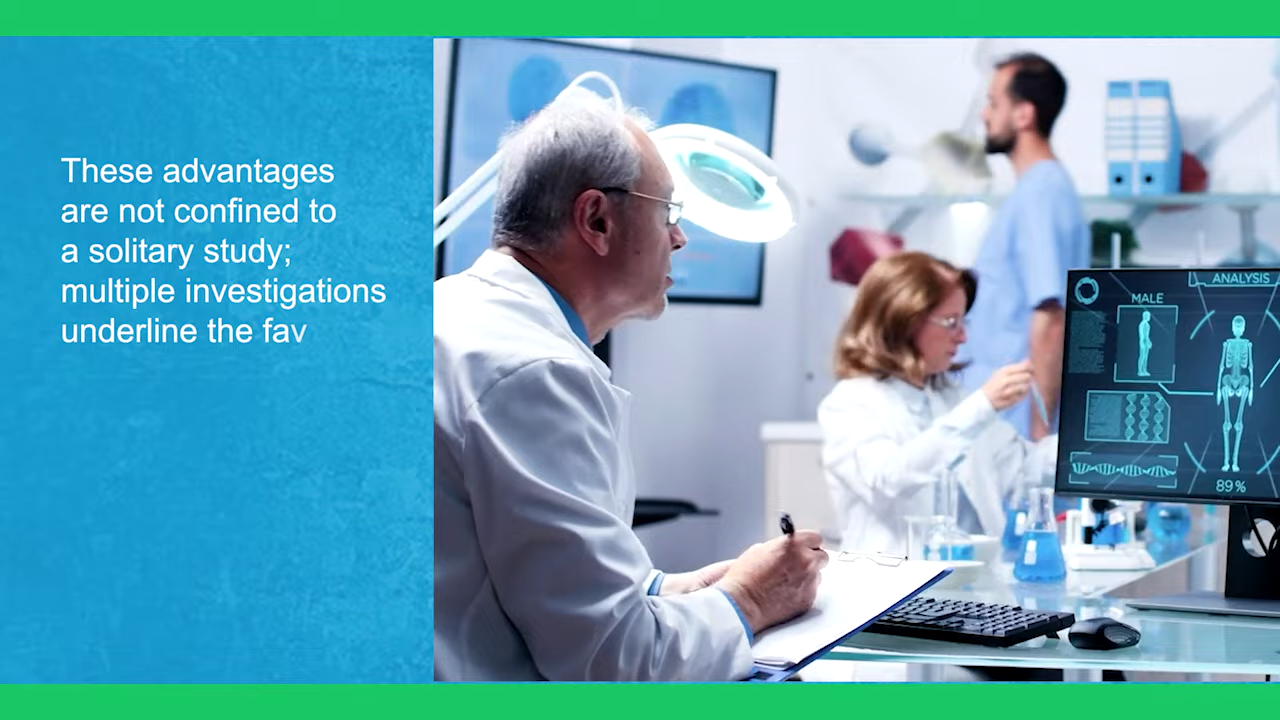 These advantages
are not confined to
a solitary study;
multiple investigations
underline the fav
ANALYSIS
MALE
89%